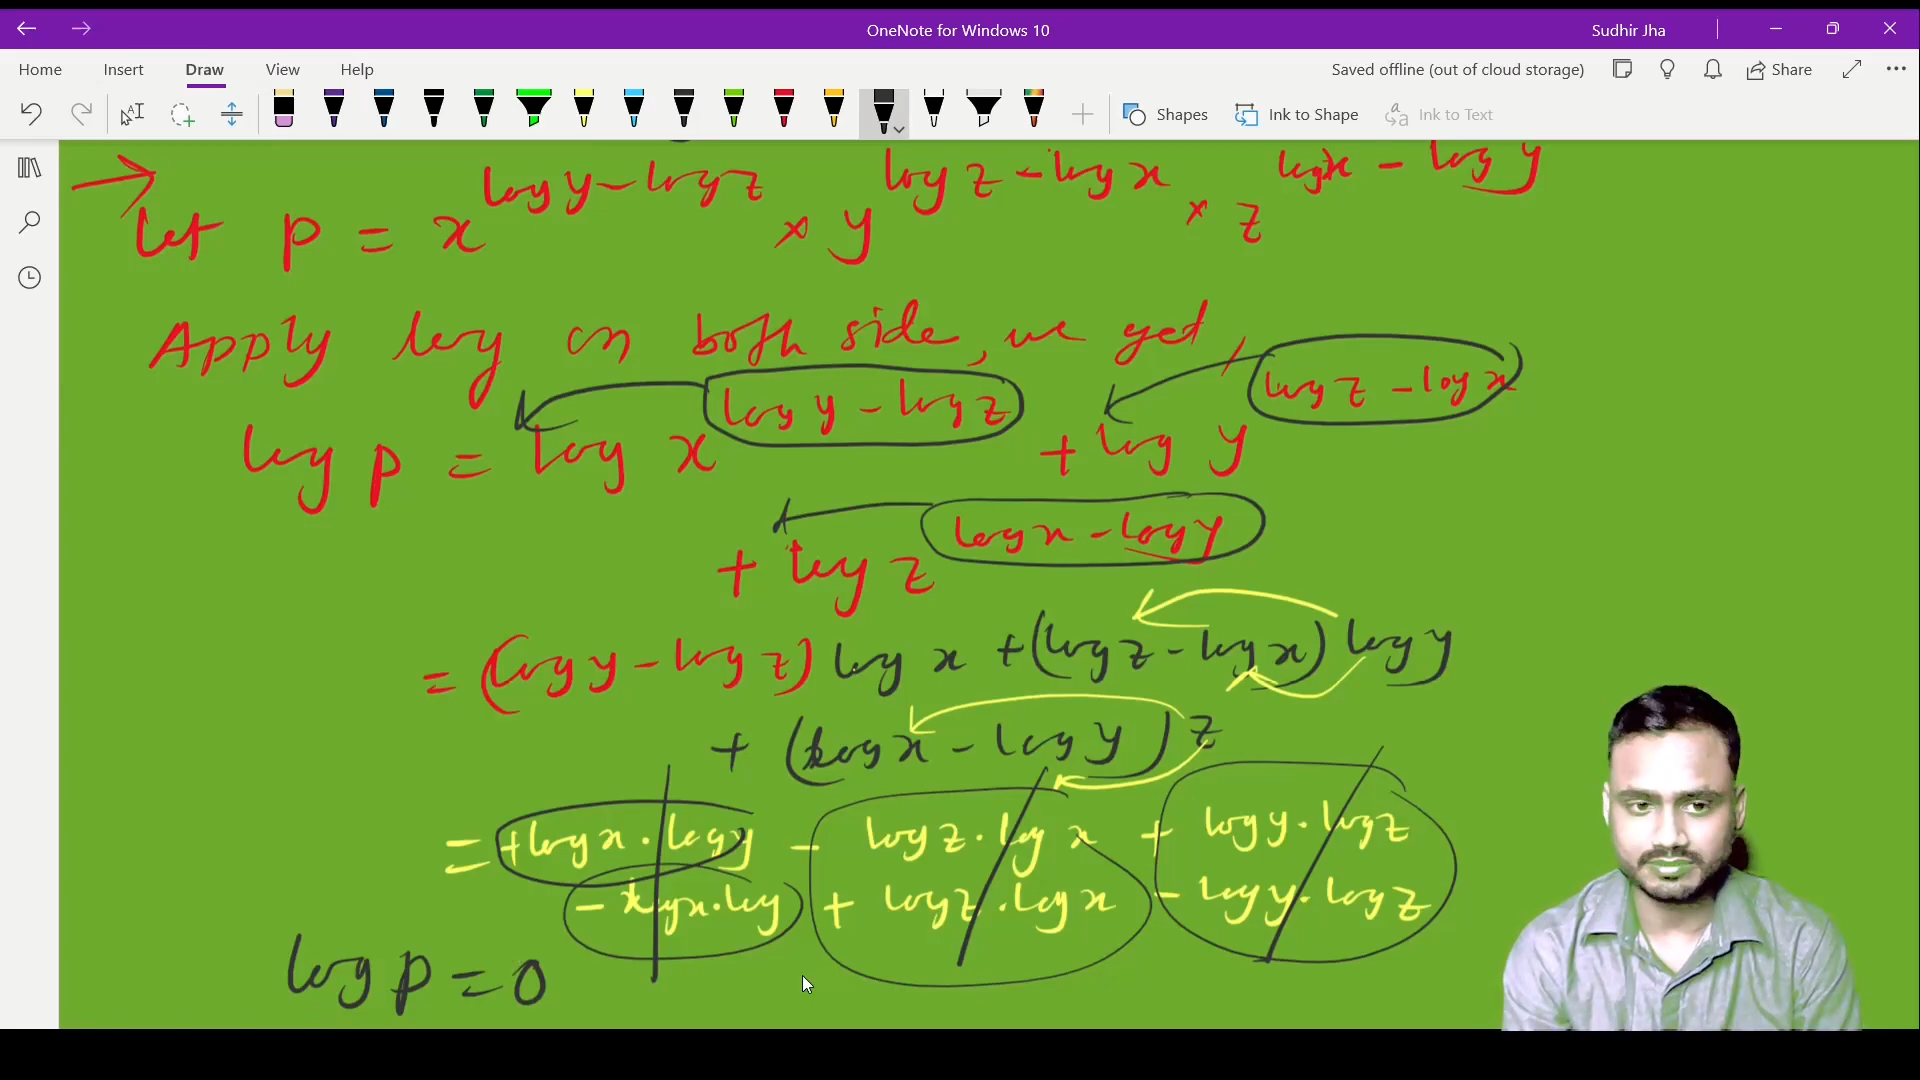 OneNote for Windows 10
Sudhir Jha
Home Insert Draw View Help
Saved offline (out of cloud storage)
Share
Shapes
Ink to Shape
Ink to Text
Let p = x^(log y - log z) × y^(log z - log x) × z^(log x - log y)
Apply log on both side, we get,
log p = log x^(log y - log z) + log y^(log z - log x)
+ log z^(log x - log y)
= (log y - log z) log x + (log z - log x) log y
+ (log x - log y) z
= +log x . log y - log z . log x + log y . log z
- log x . log y + log z . log x - log y . log z
log p = 0